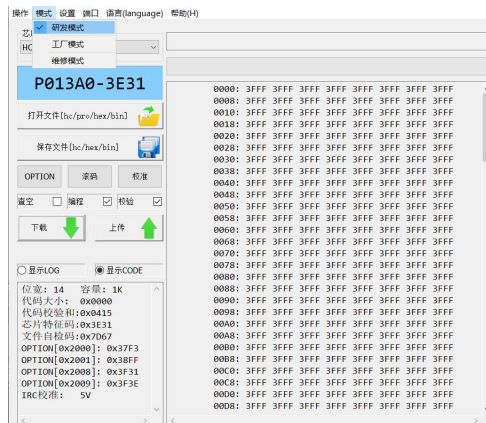 操作 模式 设置 端口 语言(language) 帮助(H)
研发模式
工厂模式
维修模式
P013A0-3E31
打开文件[hc/pro/hex/bin]
保存文件[hc/hex/bin]
OPTION 滚码 校准
查空 编程 校验
下载 上传
显示LOG 显示CODE
位宽: 14 容量: 1K
代码大小: 0x0000
代码校验和:0x0415
芯片特征码:0x3E31
文件自检码:0x7D67
OPTION[0x2000]: 0x37F3
OPTION[0x2001]: 0x38FF
OPTION[0x2008]: 0x3F31
OPTION[0x2009]: 0x3F3E
IRC校准: 5V
0000: 3FFF 3FFF 3FFF 3FFF 3FFF 3FFF 3FFF 3FFF
0008: 3FFF 3FFF 3FFF 3FFF 3FFF 3FFF 3FFF 3FFF
0010: 3FFF 3FFF 3FFF 3FFF 3FFF 3FFF 3FFF 3FFF
0018: 3FFF 3FFF 3FFF 3FFF 3FFF 3FFF 3FFF 3FFF
0020: 3FFF 3FFF 3FFF 3FFF 3FFF 3FFF 3FFF 3FFF
0028: 3FFF 3FFF 3FFF 3FFF 3FFF 3FFF 3FFF 3FFF
0030: 3FFF 3FFF 3FFF 3FFF 3FFF 3FFF 3FFF 3FFF
0038: 3FFF 3FFF 3FFF 3FFF 3FFF 3FFF 3FFF 3FFF
0040: 3FFF 3FFF 3FFF 3FFF 3FFF 3FFF 3FFF 3FFF
0048: 3FFF 3FFF 3FFF 3FFF 3FFF 3FFF 3FFF 3FFF
0050: 3FFF 3FFF 3FFF 3FFF 3FFF 3FFF 3FFF 3FFF
0058: 3FFF 3FFF 3FFF 3FFF 3FFF 3FFF 3FFF 3FFF
0060: 3FFF 3FFF 3FFF 3FFF 3FFF 3FFF 3FFF 3FFF
0068: 3FFF 3FFF 3FFF 3FFF 3FFF 3FFF 3FFF 3FFF
0070: 3FFF 3FFF 3FFF 3FFF 3FFF 3FFF 3FFF 3FFF
0078: 3FFF 3FFF 3FFF 3FFF 3FFF 3FFF 3FFF 3FFF
0080: 3FFF 3FFF 3FFF 3FFF 3FFF 3FFF 3FFF 3FFF
0088: 3FFF 3FFF 3FFF 3FFF 3FFF 3FFF 3FFF 3FFF
0090: 3FFF 3FFF 3FFF 3FFF 3FFF 3FFF 3FFF 3FFF
0098: 3FFF 3FFF 3FFF 3FFF 3FFF 3FFF 3FFF 3FFF
00A0: 3FFF 3FFF 3FFF 3FFF 3FFF 3FFF 3FFF 3FFF
00A8: 3FFF 3FFF 3FFF 3FFF 3FFF 3FFF 3FFF 3FFF
00B0: 3FFF 3FFF 3FFF 3FFF 3FFF 3FFF 3FFF 3FFF
00B8: 3FFF 3FFF 3FFF 3FFF 3FFF 3FFF 3FFF 3FFF
00C0: 3FFF 3FFF 3FFF 3FFF 3FFF 3FFF 3FFF 3FFF
00C8: 3FFF 3FFF 3FFF 3FFF 3FFF 3FFF 3FFF 3FFF
00D0: 3FFF 3FFF 3FFF 3FFF 3FFF 3FFF 3FFF 3FFF
00D8: 3FFF 3FFF 3FFF 3FFF 3FFF 3FFF 3FFF 3FFF